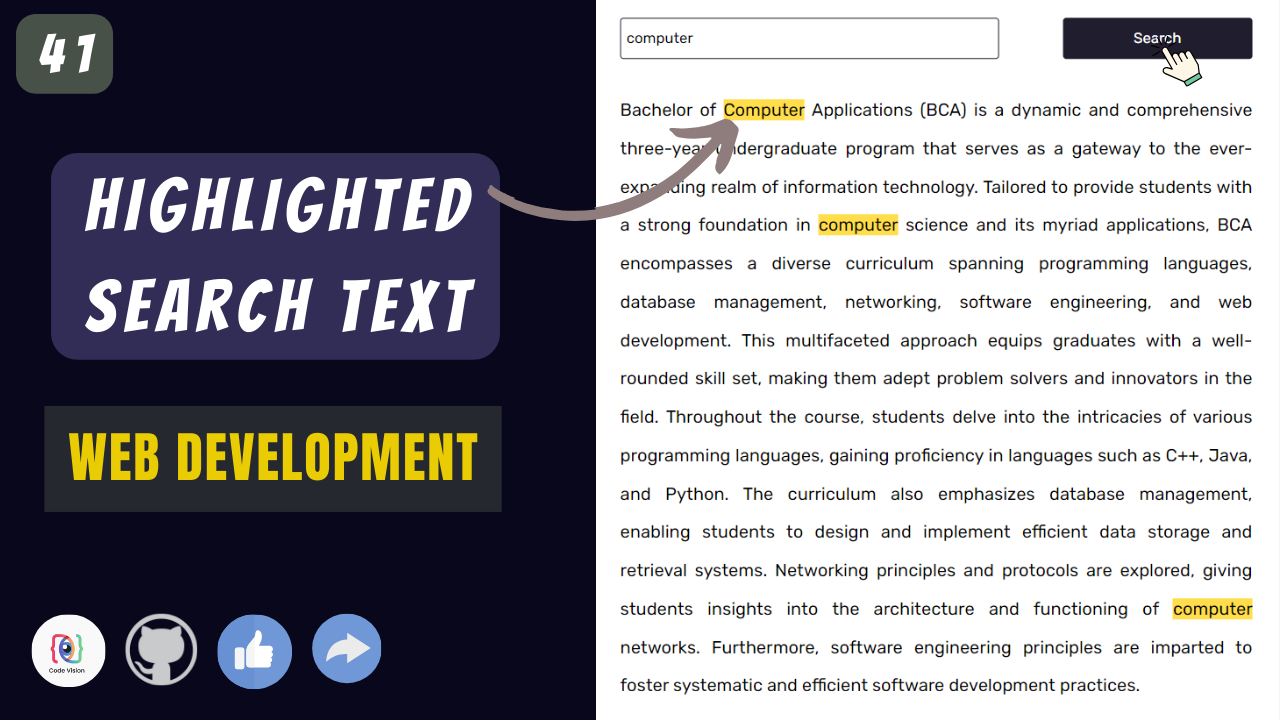 41
HIGHLIGHTED
SEARCH TEXT
WEB DEVELOPMENT
Code Vision
computer
Search
Bachelor of Computer Applications (BCA) is a dynamic and comprehensive
three-year undergraduate program that serves as a gateway to the ever-
expanding realm of information technology. Tailored to provide students with
a strong foundation in computer science and its myriad applications, BCA
encompasses a diverse curriculum spanning programming languages,
database management, networking, software engineering, and web
development. This multifaceted approach equips graduates with a well-
rounded skill set, making them adept problem solvers and innovators in the
field. Throughout the course, students delve into the intricacies of various
programming languages, gaining proficiency in languages such as C++, Java,
and Python. The curriculum also emphasizes database management,
enabling students to design and implement efficient data storage and
retrieval systems. Networking principles and protocols are explored, giving
students insights into the architecture and functioning of computer
networks. Furthermore, software engineering principles are imparted to
foster systematic and efficient software development practices.